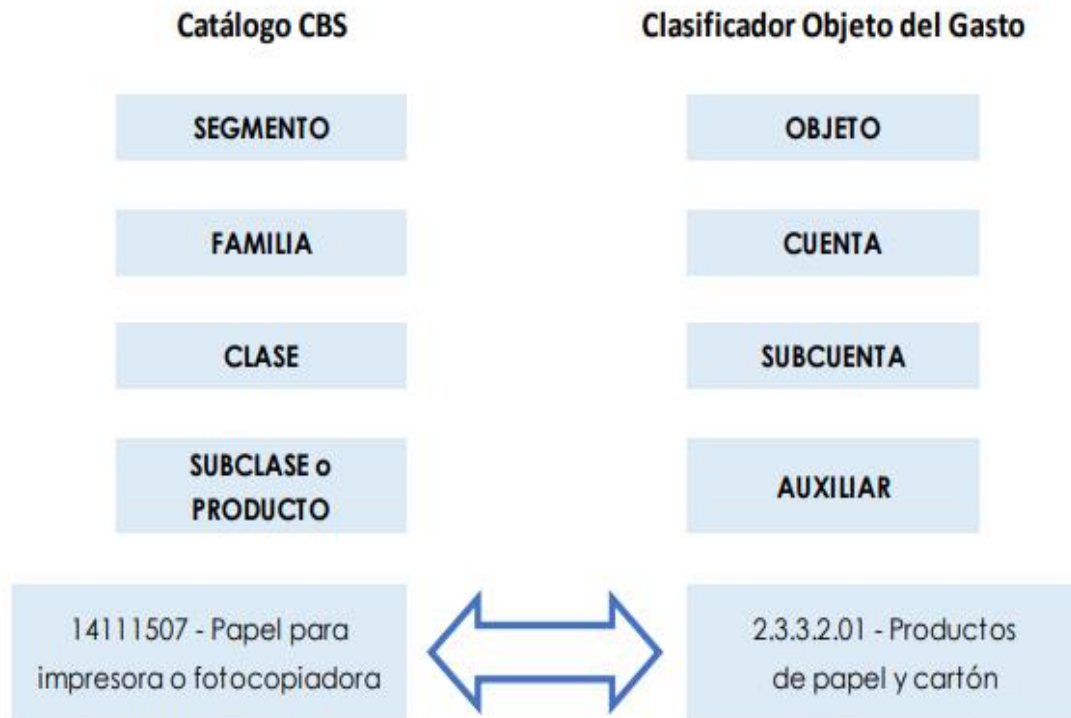 Catálogo CBS
Clasificador Objeto del Gasto
SEGMENTO
OBJETO
FAMILIA
CUENTA
CLASE
SUBCUENTA
SUBCLASE o
PRODUCTO
AUXILIAR
14111507 - Papel para
impresora o fotocopiadora
2.3.3.2.01 - Productos
de papel y cartón